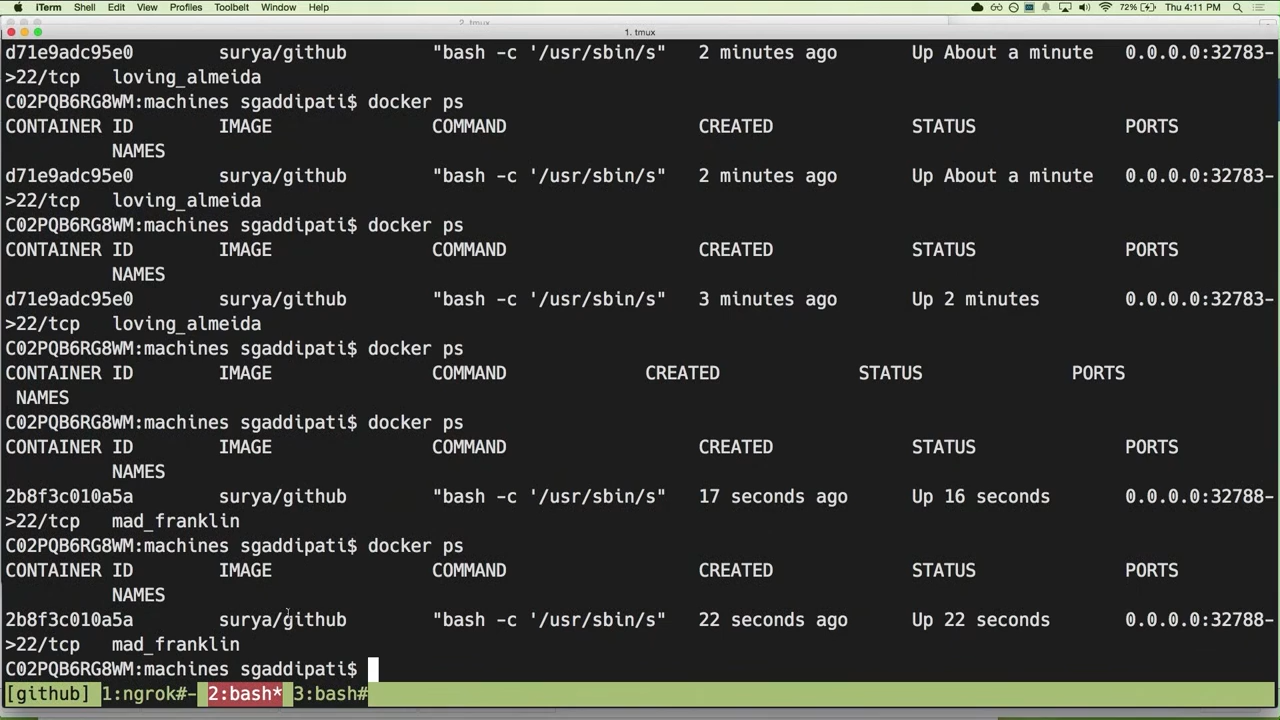 iTerm Shell Edit View Profiles Toolbelt Window Help 72% Thu 4:11 PM
2. tmux
1. tmux
d71e9adc95e0 surya/github "bash -c '/usr/sbin/s" 2 minutes ago Up About a minute 0.0.0.0:32783-
>22/tcp loving_almeida
C02PQB6RG8WM:machines sgaddipati$ docker ps
CONTAINER ID IMAGE COMMAND CREATED STATUS PORTS
NAMES
d71e9adc95e0 surya/github "bash -c '/usr/sbin/s" 2 minutes ago Up About a minute 0.0.0.0:32783-
>22/tcp loving_almeida
C02PQB6RG8WM:machines sgaddipati$ docker ps
CONTAINER ID IMAGE COMMAND CREATED STATUS PORTS
NAMES
d71e9adc95e0 surya/github "bash -c '/usr/sbin/s" 3 minutes ago Up 2 minutes 0.0.0.0:32783-
>22/tcp loving_almeida
C02PQB6RG8WM:machines sgaddipati$ docker ps
CONTAINER ID IMAGE COMMAND CREATED STATUS PORTS
NAMES
C02PQB6RG8WM:machines sgaddipati$ docker ps
CONTAINER ID IMAGE COMMAND CREATED STATUS PORTS
NAMES
2b8f3c010a5a surya/github "bash -c '/usr/sbin/s" 17 seconds ago Up 16 seconds 0.0.0.0:32788-
>22/tcp mad_franklin
C02PQB6RG8WM:machines sgaddipati$ docker ps
CONTAINER ID IMAGE COMMAND CREATED STATUS PORTS
NAMES
2b8f3c010a5a surya/github "bash -c '/usr/sbin/s" 22 seconds ago Up 22 seconds 0.0.0.0:32788-
>22/tcp mad_franklin
C02PQB6RG8WM:machines sgaddipati$
[github] 1:ngrok#- 2:bash* 3:bash#